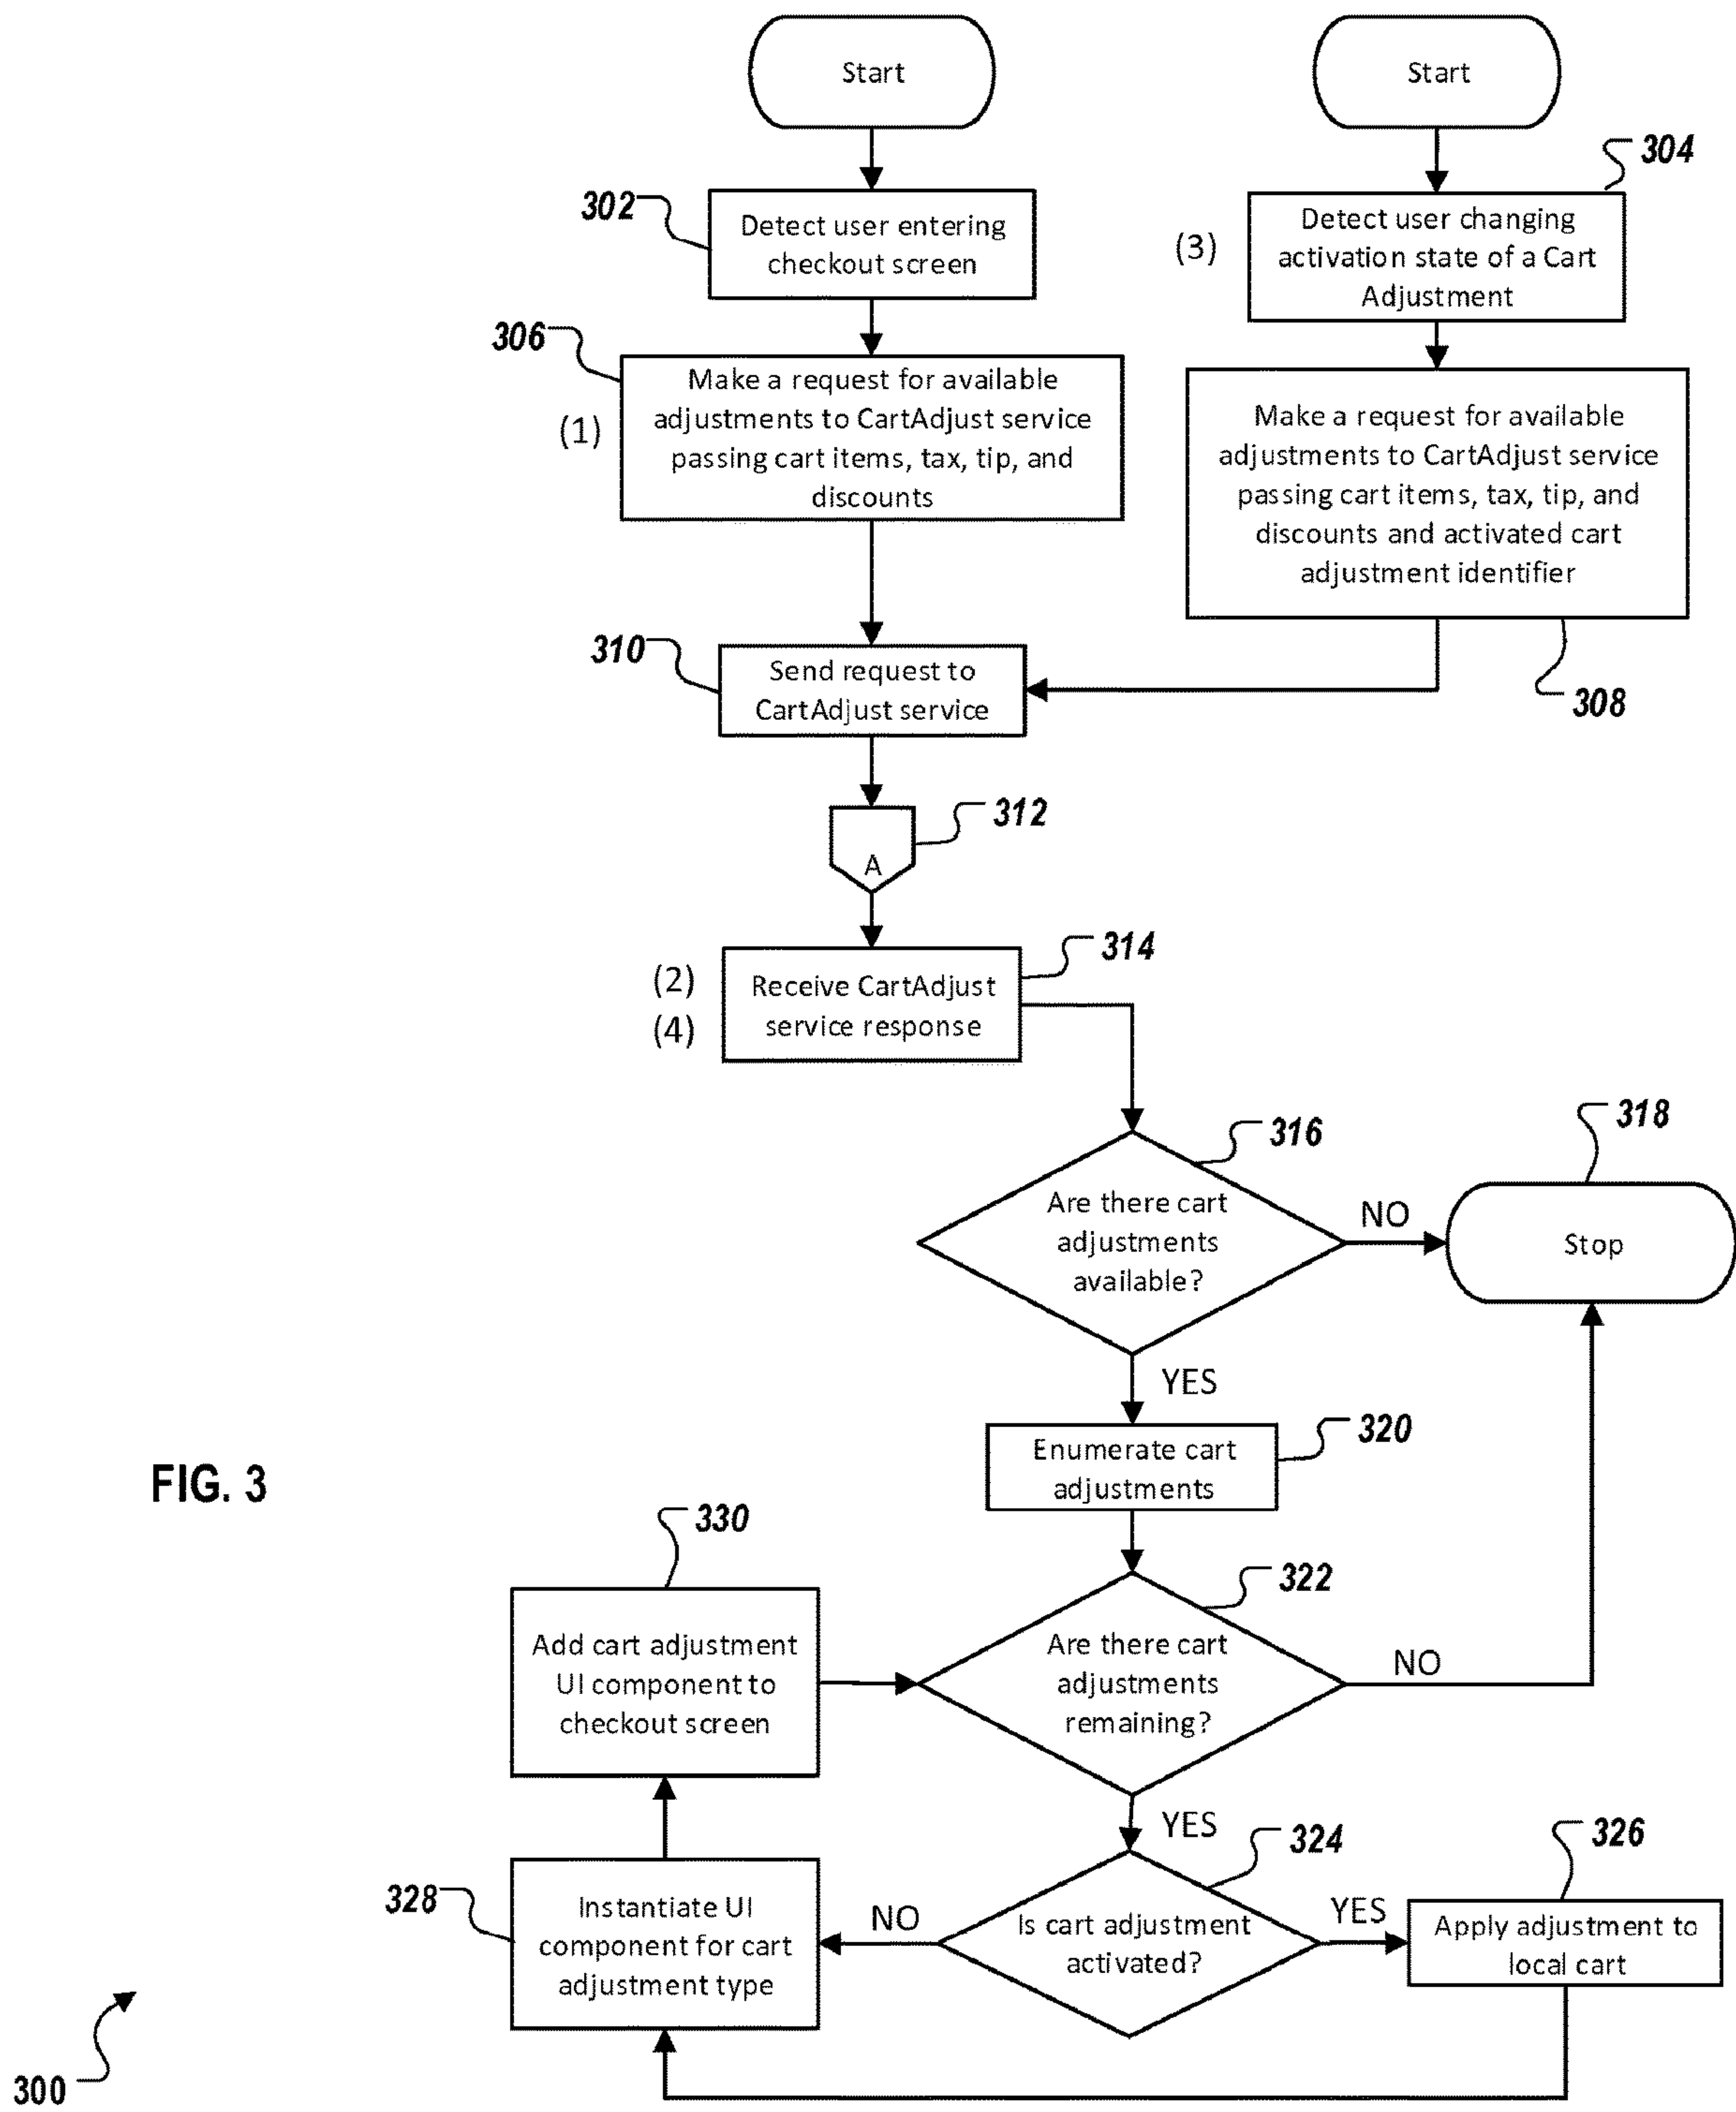 Start
Start
304
302
Detect user entering
checkout screen
(3)
Detect user changing
activation state of a Cart
Adjustment
306
(1)
Make a request for available
adjustments to CartAdjust service
passing cart items, tax, tip, and
discounts
Make a request for available
adjustments to CartAdjust service
passing cart items, tax, tip, and
discounts and activated cart
adjustment identifier
308
310
Send request to
CartAdjust service
312
A
314
(2)
(4)
Receive CartAdjust
service response
316
318
Are there cart
adjustments
available?
NO
Stop
YES
320
Enumerate cart
adjustments
FIG. 3
330
322
Add cart adjustment
UI component to
checkout screen
Are there cart
adjustments
remaining?
NO
YES
324
326
328
Instantiate UI
component for cart
adjustment type
NO
Is cart adjustment
activated?
YES
Apply adjustment to
local cart
300